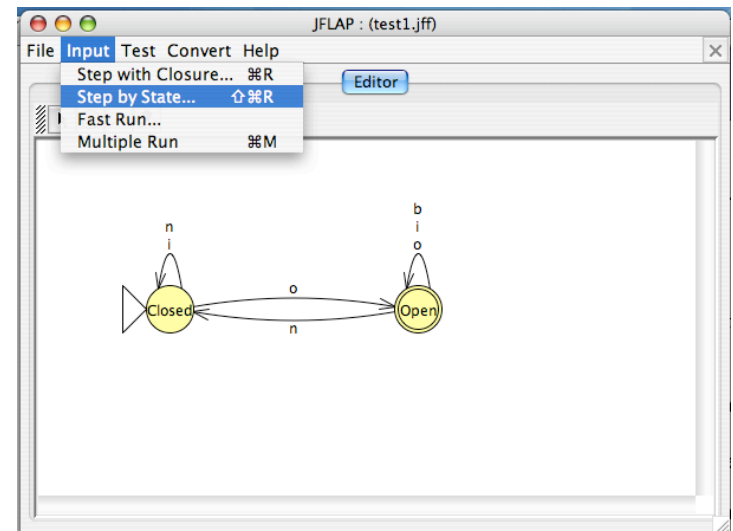 JFLAP : (test1.jff)
File Input Test Convert Help
Step with Closure... ⌘R
Editor
Step by State... ⇧⌘R
Fast Run...
Multiple Run ⌘M
b
n i
i o
o
Closed Open
n